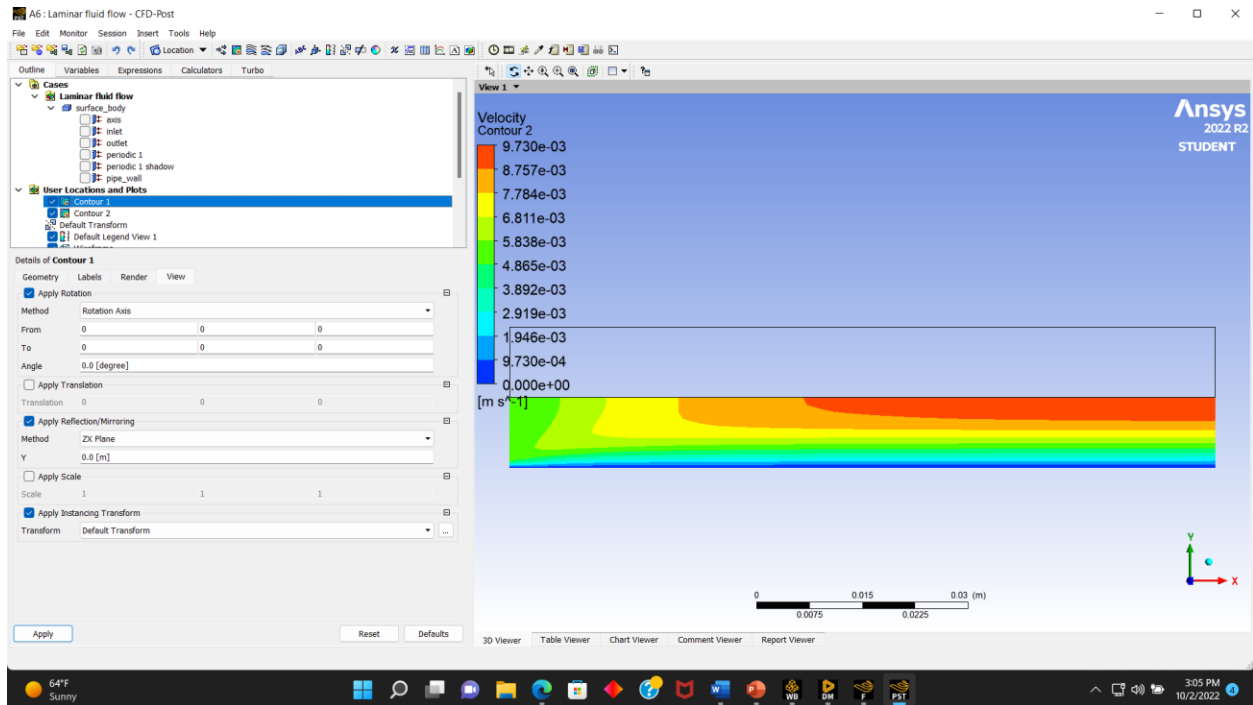 A6 : Laminar fluid flow - CFD-Post
File Edit Monitor Session Insert Tools Help
Location
Outline Variables Expressions Calculators Turbo
Cases
Laminar fluid flow
surface_body
axis
inlet
outlet
periodic 1
periodic 1 shadow
pipe_wall
User Locations and Plots
Contour 1
Contour 2
Default Transform
Default Legend View 1
Wireframe
Details of Contour 1
Geometry Labels Render View
Apply Rotation
Method Rotation Axis
From 0 0 0
To 0 0 0
Angle 0.0 [degree]
Apply Translation
Translation 0 0 0
Apply Reflection/Mirroring
Method ZX Plane
Y 0.0 [m]
Apply Scale
Scale 1 1 1
Apply Instancing Transform
Transform Default Transform ...
Apply Reset Defaults
View 1
Velocity
Contour 2
9.730e-03
8.757e-03
7.784e-03
6.811e-03
5.838e-03
4.865e-03
3.892e-03
2.919e-03
1.946e-03
9.730e-04
0.000e+00
[m s^-1]
Ansys
2022 R2
STUDENT
Y
X
0 0.015 0.03 (m)
0.0075 0.0225
3D Viewer Table Viewer Chart Viewer Comment Viewer Report Viewer
64°F
Sunny
WB DM F PST
3:05 PM
10/2/2022
4